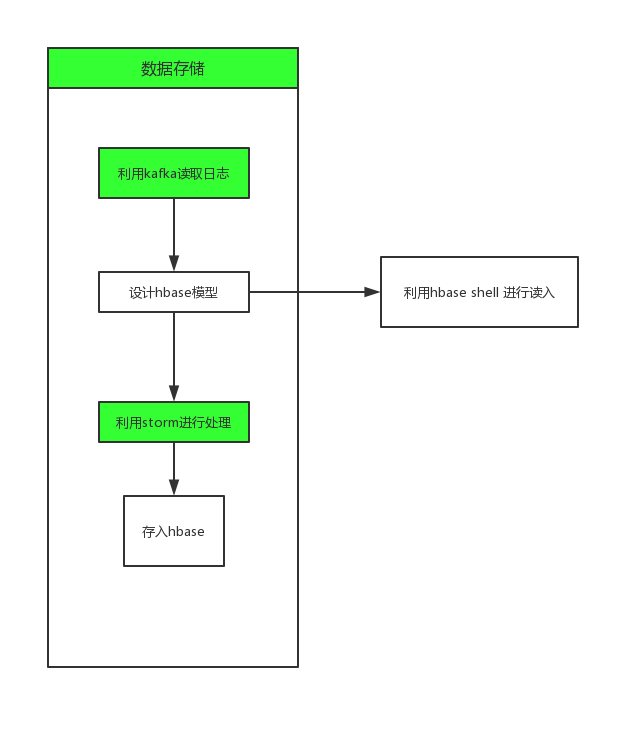 数据存储
利用kafka读取日志
设计hbase模型
利用hbase shell 进行读入
利用storm进行处理
存入hbase